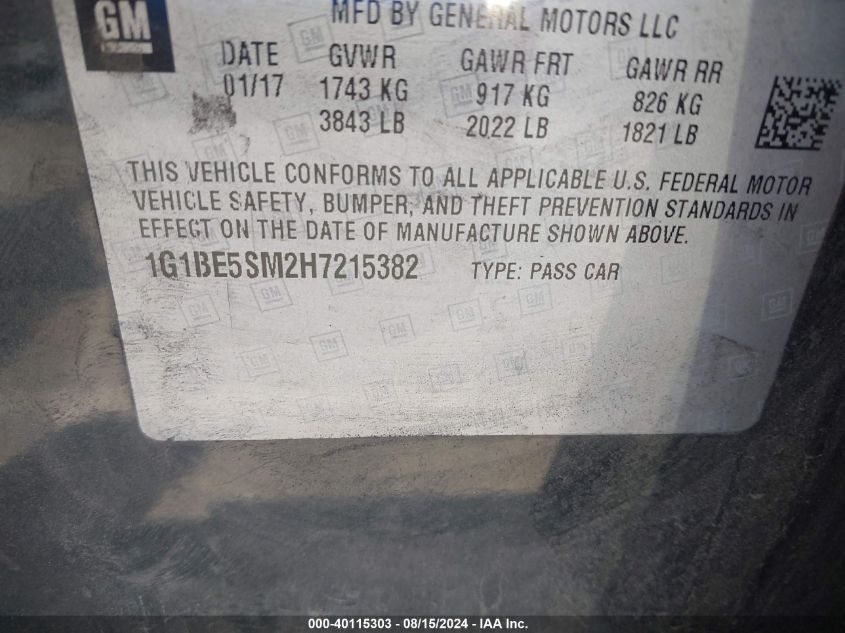 GM
MFD BY GENERAL MOTORS LLC
DATE GVWR GAWR FRT GAWR RR
01/17 1743 KG 917 KG 826 KG
3843 LB 2022 LB 1821 LB
THIS VEHICLE CONFORMS TO ALL APPLICABLE U.S. FEDERAL MOTOR
VEHICLE SAFETY, BUMPER, AND THEFT PREVENTION STANDARDS IN
EFFECT ON THE DATE OF MANUFACTURE SHOWN ABOVE.
1G1BE5SM2H7215382 TYPE: PASS CAR
000-40115303 - 08/15/2024 - IAA Inc.